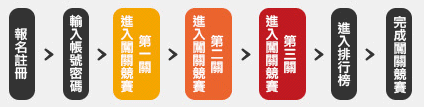 報名註冊
輸入帳號密碼
第一關
進入闖關競賽
第二關
進入闖關競賽
第三關
進入闖關競賽
進入排行榜
完成闖關競賽